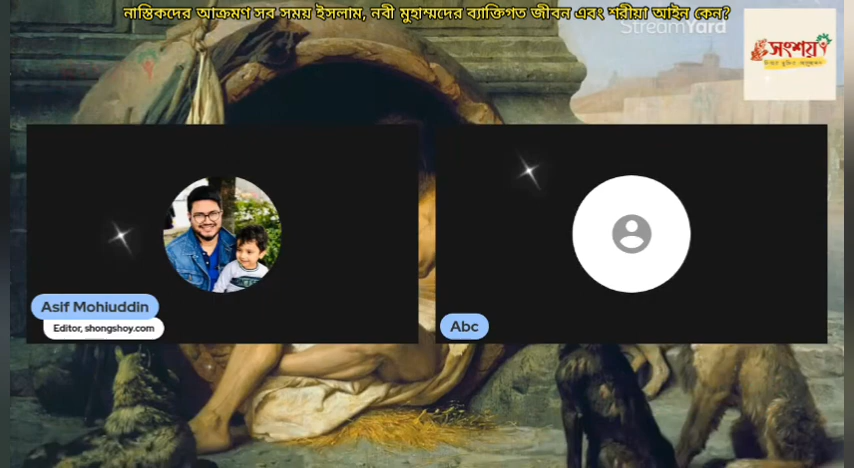 নাস্তিকদের আক্রমণ সব সময় ইসলাম, নবী মুহাম্মদের ব্যাক্তিগত জীবন এবং শরীয়া আইন কেন?
StreamYard
সংশয়
Asif Mohiuddin
Editor, shongshoy.com
Abc